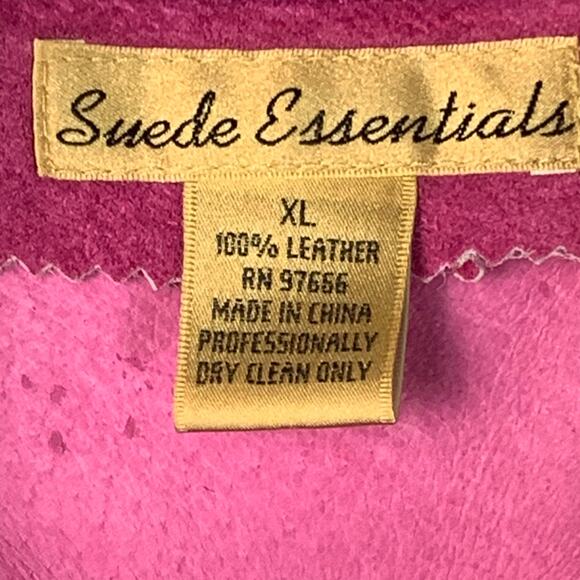 Suede Essentials
XL
100% LEATHER
RN 97666
MADE IN CHINA
PROFESSIONALLY
DRY CLEAN ONLY